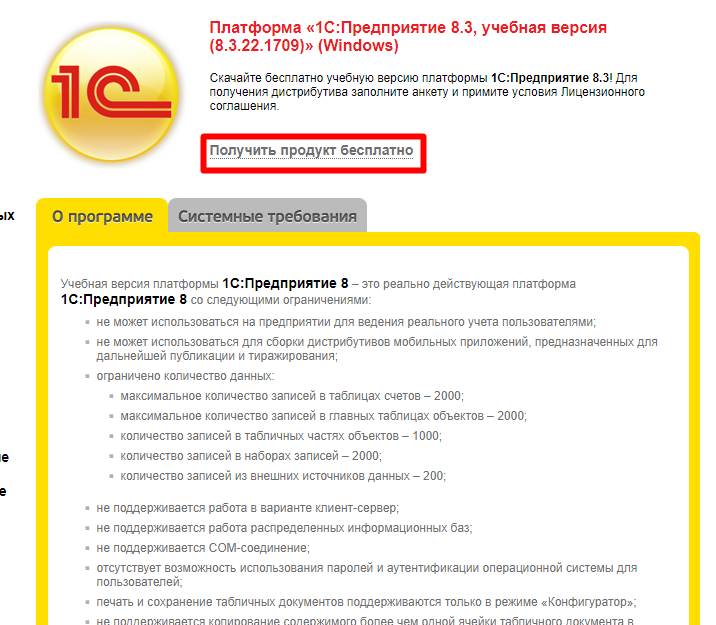 Платформа «1С:Предприятие 8.3, учебная версия
(8.3.22.1709)» (Windows)
1С
Скачайте бесплатно учебную версию платформы 1С:Предприятие 8.3! Для
получения дистрибутива заполните анкету и примите условия Лицензионного
соглашения.
Получить продукт бесплатно
ых
О программе
Системные требования
Учебная версия платформы 1С:Предприятие 8 – это реально действующая платформа
1С:Предприятие 8 со следующими ограничениями:
не может использоваться на предприятии для ведения реального учета пользователями;
не может использоваться для сборки дистрибутивов мобильных приложений, предназначенных для
дальнейшей публикации и тиражирования;
ограничено количество данных:
максимальное количество записей в таблицах счетов – 2000;
максимальное количество записей в главных таблицах объектов – 2000;
количество записей в табличных частях объектов – 1000;
количество записей в наборах записей – 2000;
количество записей из внешних источников данных – 200;
не поддерживается работа в варианте клиент-сервер;
не поддерживается работа распределенных информационных баз;
не поддерживается COM-соединение;
отсутствует возможность использования паролей и аутентификации операционной системы для
пользователей;
печать и сохранение табличных документов поддерживаются только в режиме «Конфигуратор»;
не поддерживается копирование содержимого более чем одной ячейки табличного документа в